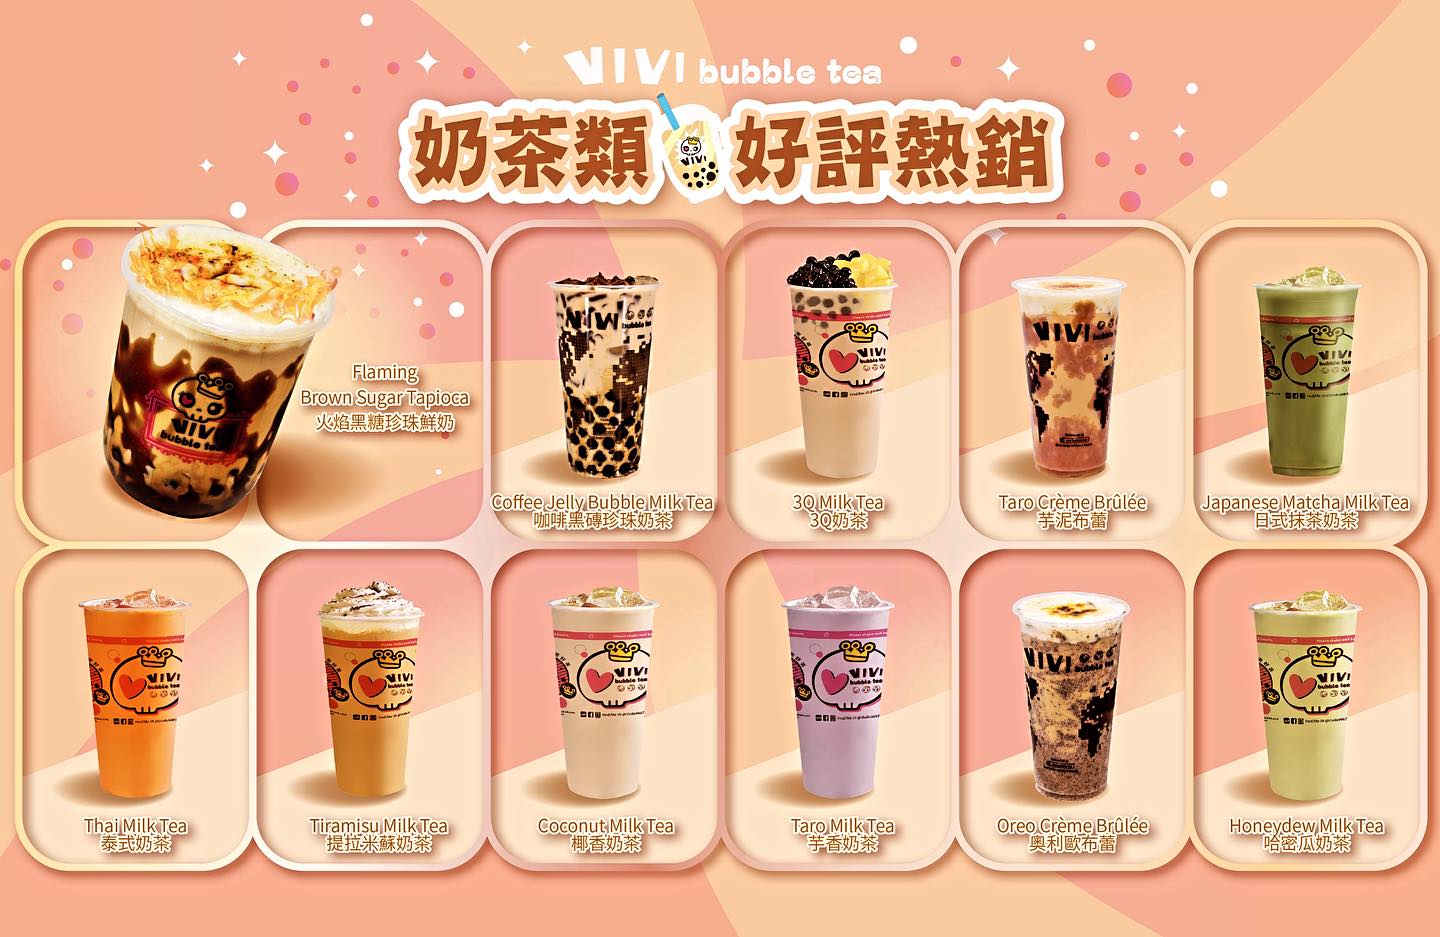 VIVI bubble tea
奶茶類 好評熱銷
Flaming
Brown Sugar Tapioca
火焰黑糖珍珠鮮奶
Coffee Jelly Bubble Milk Tea
咖啡黑磚珍珠奶茶
3Q Milk Tea
3Q奶茶
Taro Crème Brûlée
芋泥布蕾
Japanese Matcha Milk Tea
日式抹茶奶茶
Thai Milk Tea
泰式奶茶
Tiramisu Milk Tea
提拉米蘇奶茶
Coconut Milk Tea
椰香奶茶
Taro Milk Tea
芋香奶茶
Oreo Crème Brûlée
奧利歐布蕾
Honeydew Milk Tea
哈密瓜奶茶